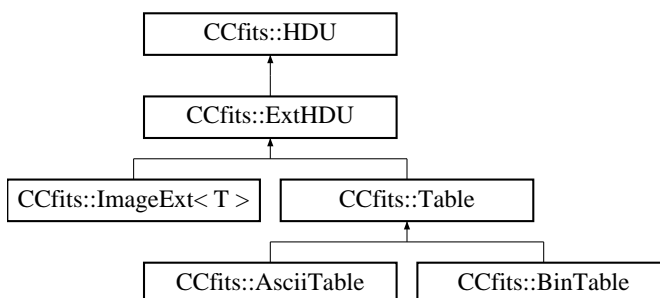 CCfits::HDU
CCfits::ExtHDU
CCfits::ImageExt< T >
CCfits::Table
CCfits::AsciiTable
CCfits::BinTable